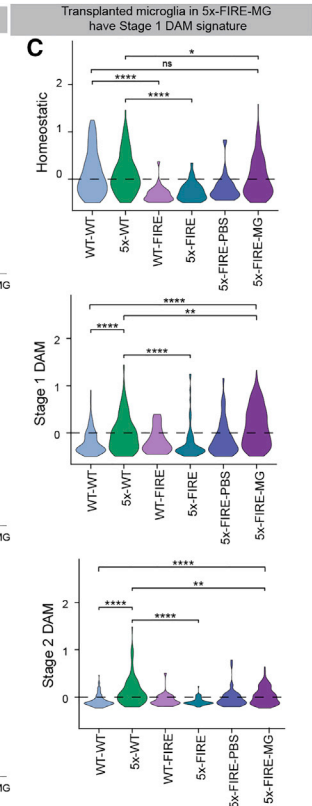 Transplanted microglia in 5x-FIRE-MG
have Stage 1 DAM signature
C
*
ns
****
****
Homeostatic
2
1
0
WT-WT
5x-WT
WT-FIRE
5x-FIRE
5x-FIRE-PBS
5x-FIRE-MG
MG
****
**
****
****
Stage 1 DAM
2
1
0
WT-WT
5x-WT
WT-FIRE
5x-FIRE
5x-FIRE-PBS
5x-FIRE-MG
MG
****
**
****
****
Stage 2 DAM
2
1
0
WT-WT
5x-WT
WT-FIRE
5x-FIRE
5x-FIRE-PBS
5x-FIRE-MG
MG